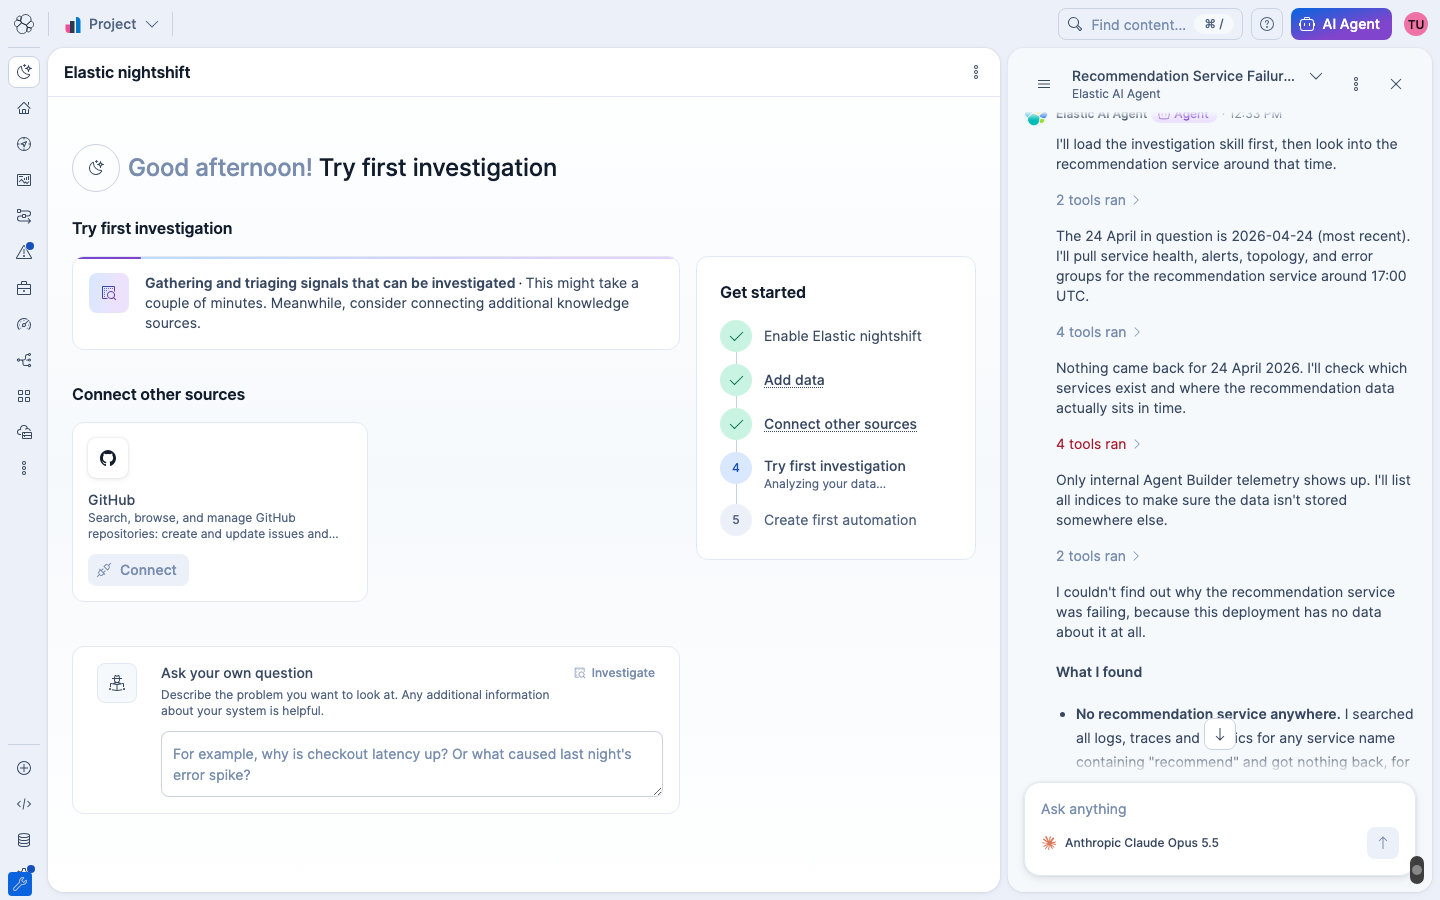 Project
Find content...
⌘ /
AI Agent
TU
Elastic nightshift
Good afternoon! Try first investigation
Try first investigation
Gathering and triaging signals that can be investigated · This might take a
couple of minutes. Meanwhile, consider connecting additional knowledge
sources.
Get started
Enable Elastic nightshift
Add data
Connect other sources
4
Try first investigation
Analyzing your data...
5
Create first automation
Connect other sources
GitHub
Search, browse, and manage GitHub
repositories: create and update issues and...
Connect
Ask your own question
Investigate
Describe the problem you want to look at. Any additional information
about your system is helpful.
For example, why is checkout latency up? Or what caused last night's
error spike?
Recommendation Service Failur...
Elastic AI Agent
Elastic AI Agent Agent · 12:33 PM
I'll load the investigation skill first, then look into the
recommendation service around that time.
2 tools ran
The 24 April in question is 2026-04-24 (most recent).
I'll pull service health, alerts, topology, and error
groups for the recommendation service around 17:00
UTC.
4 tools ran
Nothing came back for 24 April 2026. I'll check which
services exist and where the recommendation data
actually sits in time.
4 tools ran
Only internal Agent Builder telemetry shows up. I'll list
all indices to make sure the data isn't stored
somewhere else.
2 tools ran
I couldn't find out why the recommendation service
was failing, because this deployment has no data
about it at all.
What I found
No recommendation service anywhere. I searched
all logs, traces and ics for any service name
containing "recommend" and got nothing back, for
Ask anything
Anthropic Claude Opus 5.5